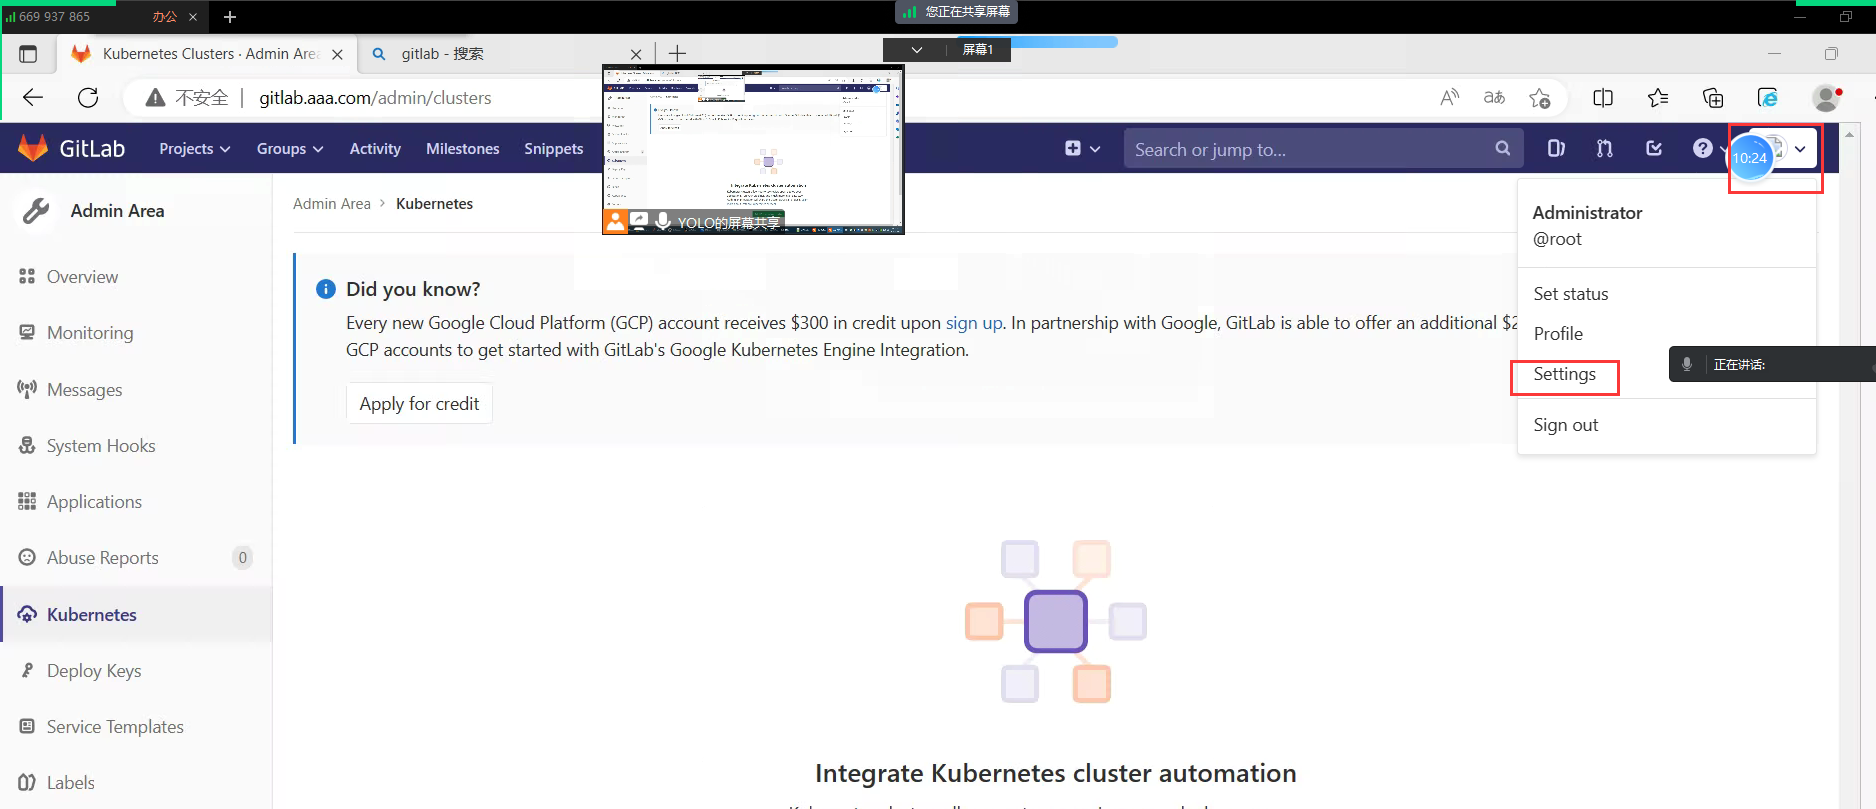 669 937 865
办公
您正在共享屏幕
Kubernetes Clusters · Admin Area
gitlab - 搜索
屏幕1
不安全
gitlab.aaa.com/admin/clusters
GitLab
Projects
Groups
Activity
Milestones
Snippets
Search or jump to...
10:24
YOLO的屏幕共享
Admin Area
Admin Area
Kubernetes
Administrator
@root
Set status
Profile
Settings
Sign out
正在讲话:
Overview
Monitoring
Messages
System Hooks
Applications
Abuse Reports
0
Kubernetes
Deploy Keys
Service Templates
Labels
Did you know?
Every new Google Cloud Platform (GCP) account receives $300 in credit upon sign up. In partnership with Google, GitLab is able to offer an additional $2
GCP accounts to get started with GitLab's Google Kubernetes Engine Integration.
Apply for credit
Integrate Kubernetes cluster automation